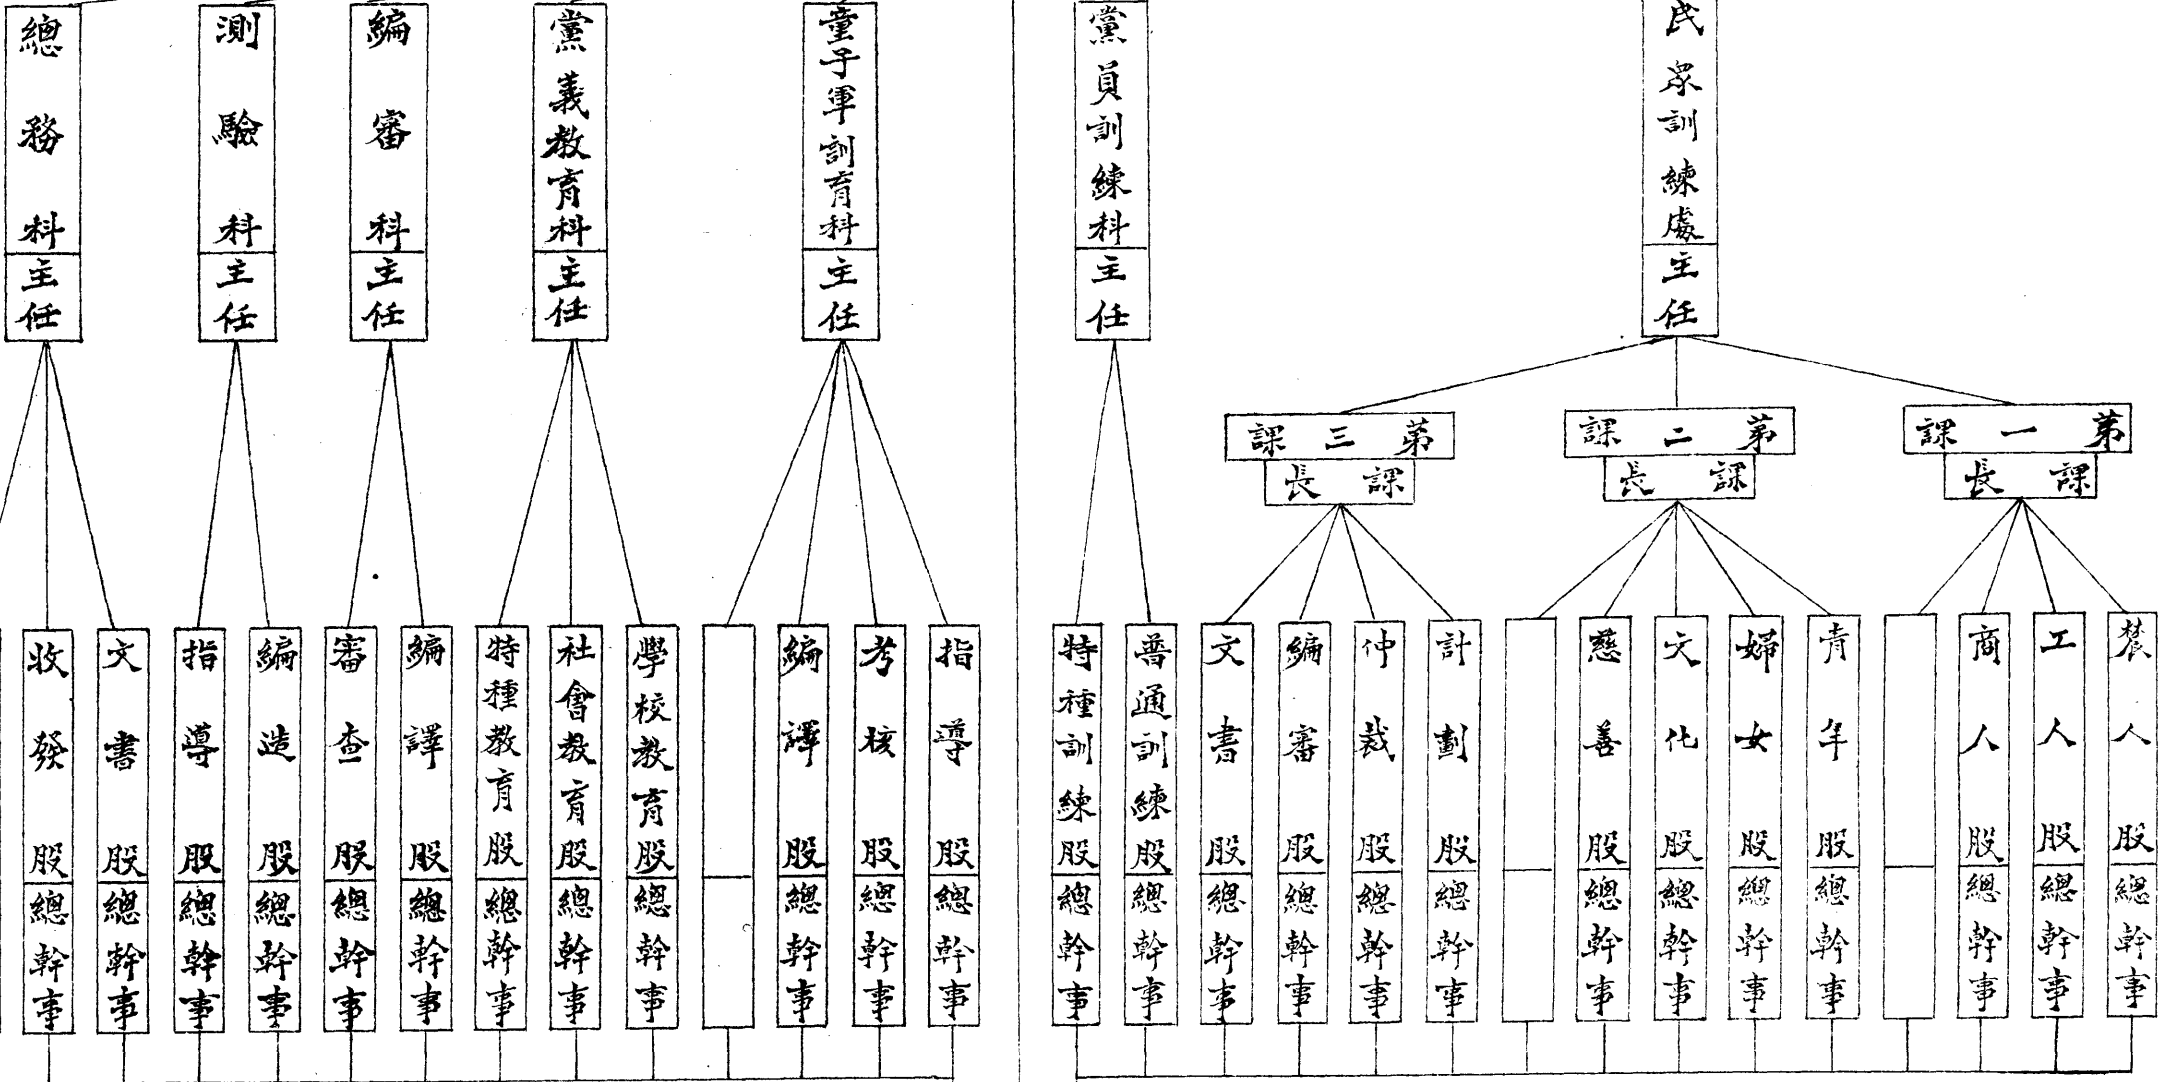 民眾訓練處主任
黨員訓練科主任
童子軍訓育科主任
黨義教育科主任
編審科主任
測驗科主任
總務科主任
第一課
課長
第二課
課長
第三課
課長
農人股總幹事
工人股總幹事
商人股總幹事
青年股總幹事
婦女股總幹事
文化股總幹事
慈善股總幹事
計劃股總幹事
仲裁股總幹事
編審股總幹事
文書股總幹事
普通訓練股總幹事
特種訓練股總幹事
指導股總幹事
考核股總幹事
編譯股總幹事
學校教育股總幹事
社會教育股總幹事
特種教育股總幹事
編譯股總幹事
審查股總幹事
編造股總幹事
指導股總幹事
文書股總幹事
收發股總幹事